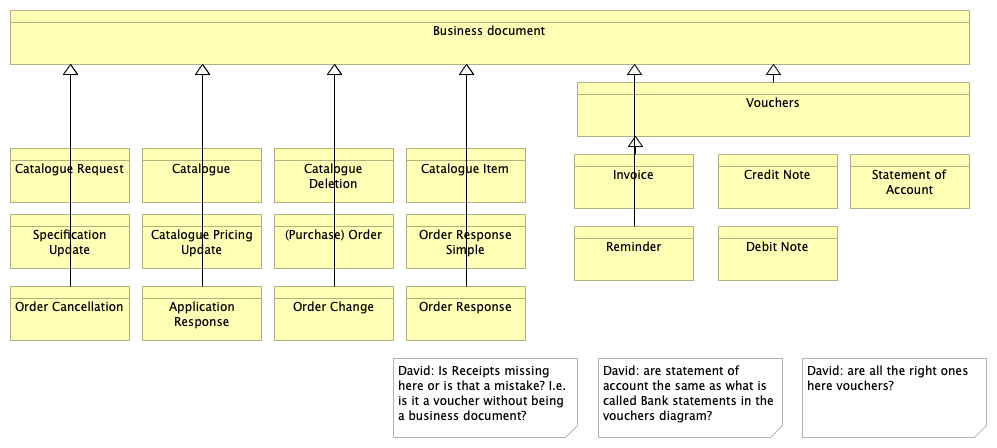 Business document
Vouchers
Catalogue Request
Catalogue
Catalogue
Deletion
Catalogue Item
Invoice
Credit Note
Statement of
Account
Specification
Update
Catalogue Pricing
Update
(Purchase) Order
Order Response
Simple
Reminder
Debit Note
Order Cancellation
Application
Response
Order Change
Order Response
David: Is Receipts missing
here or is that a mistake? I.e.
is it a voucher without being
a business document?
David: are statement of
account the same as what is
called Bank statements in the
vouchers diagram?
David: are all the right ones
here vouchers?